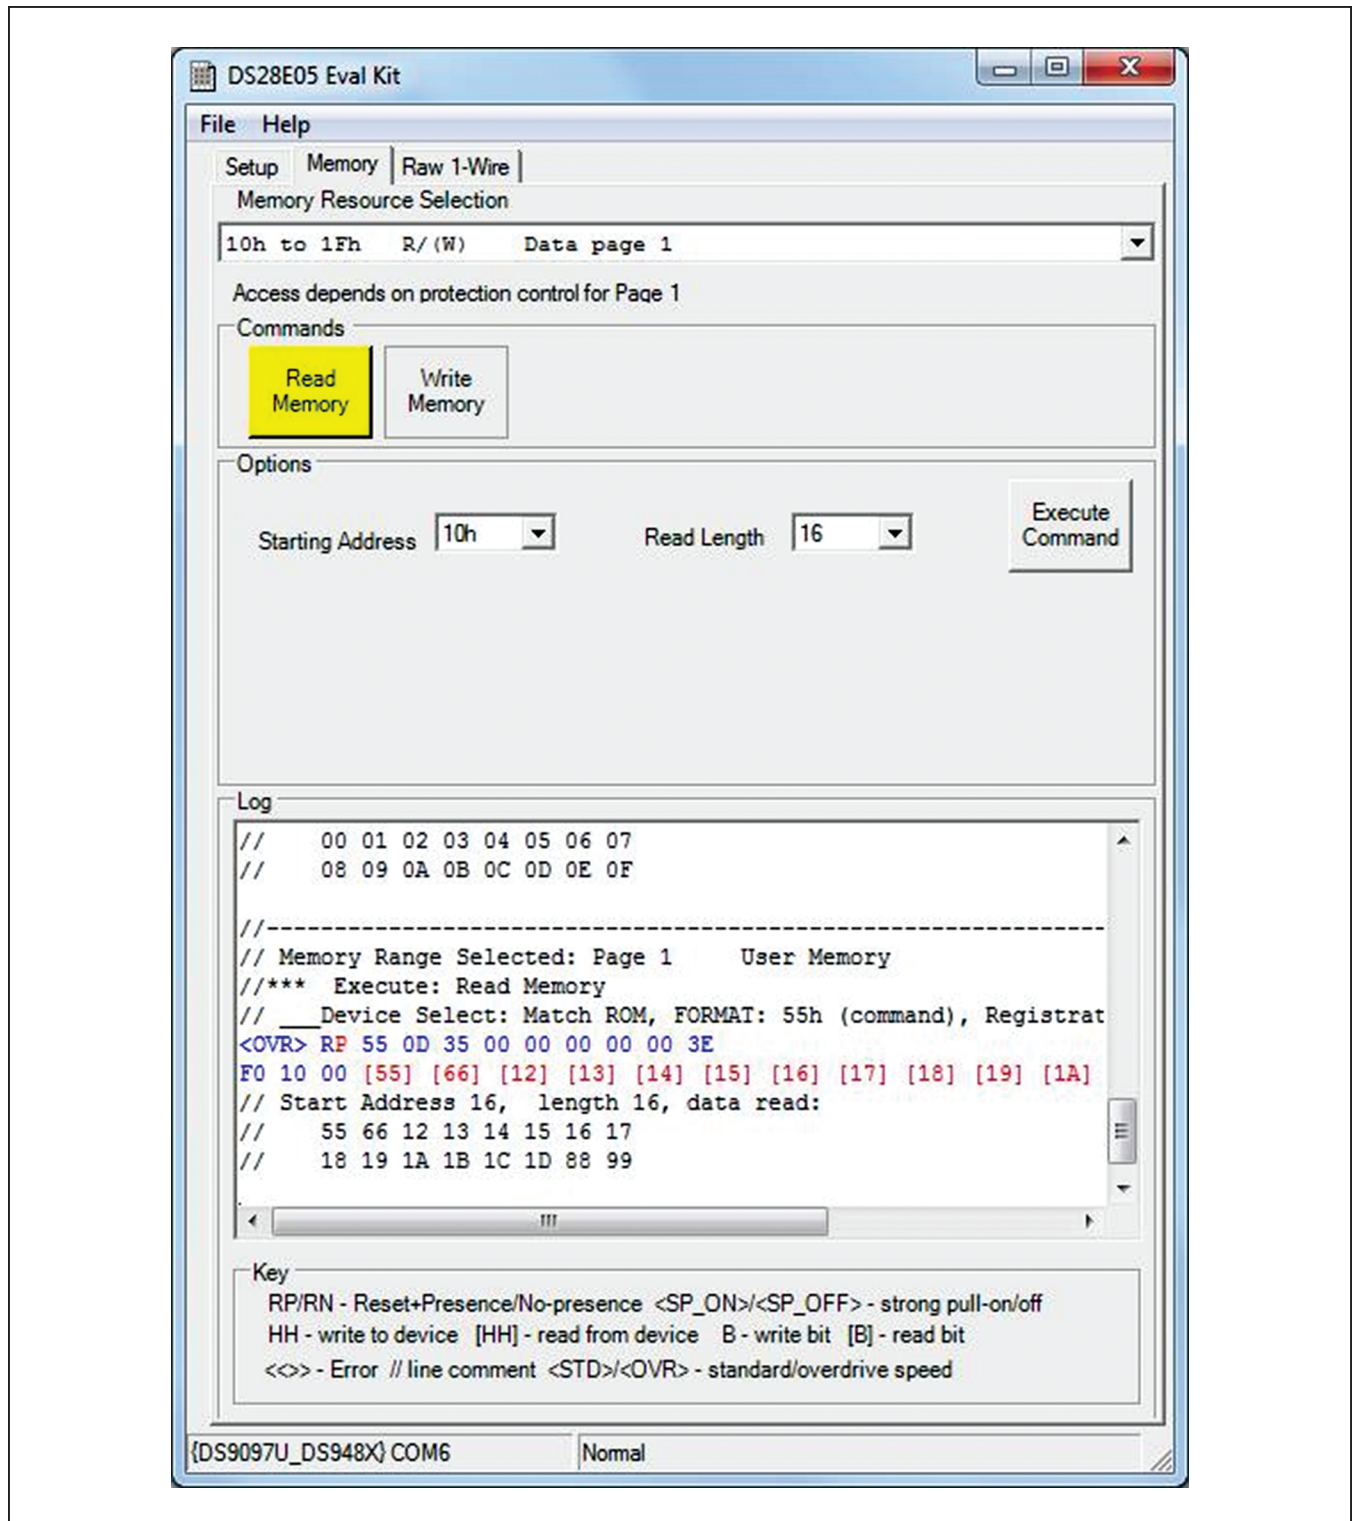 DS28E05 Eval Kit
File Help
Setup Memory Raw 1-Wire
Memory Resource Selection
10h to 1Fh R/(W) Data page 1
Access depends on protection control for Page 1
Commands
Read Memory
Write Memory
Options
Starting Address 10h Read Length 16
Execute Command
Log
// 00 01 02 03 04 05 06 07
// 08 09 0A 0B 0C 0D 0E 0F
//--------------------------------------------------------------
// Memory Range Selected: Page 1 User Memory
//*** Execute: Read Memory
// ___Device Select: Match ROM, FORMAT: 55h (command), Registrat
<OVR> RP 55 0D 35 00 00 00 00 00 3E
F0 10 00 [55] [66] [12] [13] [14] [15] [16] [17] [18] [19] [1A]
// Start Address 16, length 16, data read:
// 55 66 12 13 14 15 16 17
// 18 19 1A 1B 1C 1D 88 99
Key
RP/RN - Reset+Presence/No-presence <SP_ON>/<SP_OFF> - strong pull-on/off
HH - write to device [HH] - read from device B - write bit [B] - read bit
<<>> - Error // line comment <STD>/<OVR> - standard/overdrive speed
{DS9097U_DS948X} COM6 Normal